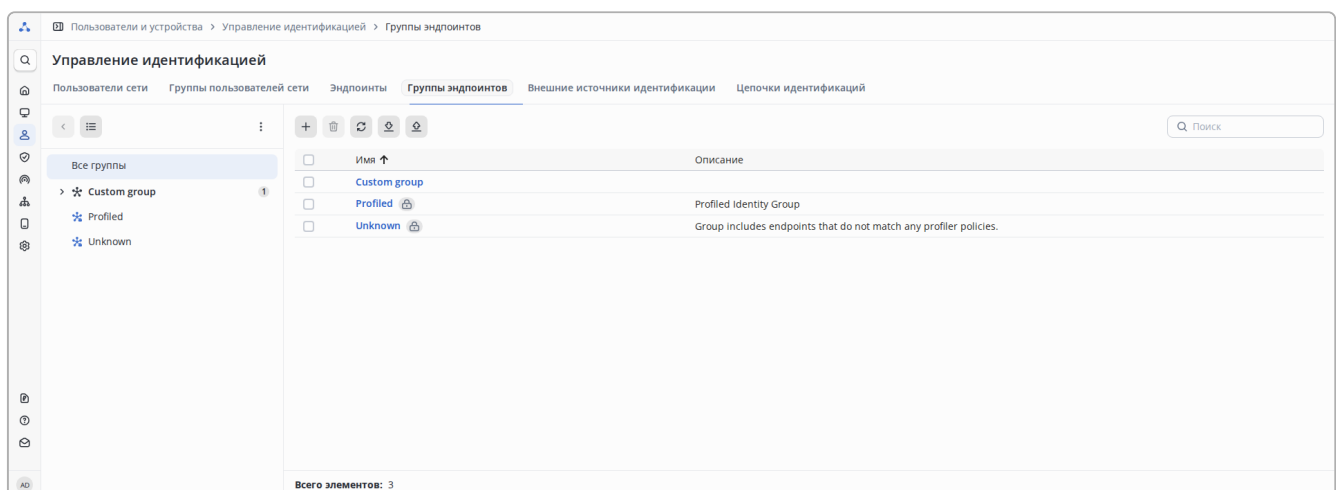 Пользователи и устройства > Управление идентификацией > Группы эндпоинтов
Управление идентификацией
Пользователи сети Группы пользователей сети Эндпоинты Группы эндпоинтов Внешние источники идентификации Цепочки идентификаций
Поиск
Все группы
Custom group 1
Profiled
Unknown
Имя Описание
Custom group
Profiled Profiled Identity Group
Unknown Group includes endpoints that do not match any profiler policies.
AD
Всего элементов: 3